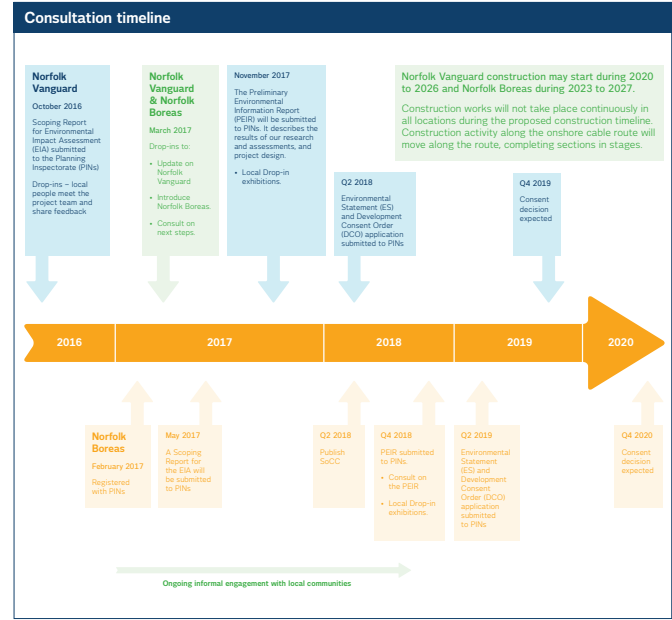 Consultation timeline
Norfolk
Vanguard
October 2016
Scoping Report
for Environmental
Impact Assessment
(EIA) submitted
to the Planning
Inspectorate (PINs)
Drop-ins – local
people meet the
project team and
share feedback
Norfolk
Vanguard
& Norfolk
Boreas
March 2017
Drop-ins to:
• Update on
Norfolk
Vanguard
• Introduce
Norfolk Boreas.
• Consult on
next steps.
November 2017
The Preliminary
Environmental
Information Report
(PEIR) will be submitted
to PINs. It describes the
results of our research
and assessments, and
project design.
• Local Drop-in
exhibitions.
Norfolk Vanguard construction may start during 2020
to 2026 and Norfolk Boreas during 2023 to 2027.
Construction works will not take place continuously in
all locations during the proposed construction timeline.
Construction activity along the onshore cable route will
move along the route, completing sections in stages.
Q2 2018
Environmental
Statement (ES)
and Development
Consent Order
(DCO) application
submitted to PINs
Q4 2019
Consent
decision
expected
2016
2017
2018
2019
2020
Norfolk
Boreas
February 2017
Registered
with PINs
May 2017
A Scoping
Report for
the EIA will
be submitted
to PINs
Q2 2018
Publish
SoCC
Q4 2018
PEIR submitted
to PINs.
• Consult on
the PEIR
• Local Drop-in
exhibitions.
Q2 2019
Environmental
Statement
(ES) and
Development
Consent
Order (DCO)
application
submitted
to PINs
Q4 2020
Consent
decision
expected
Ongoing informal engagement with local communities